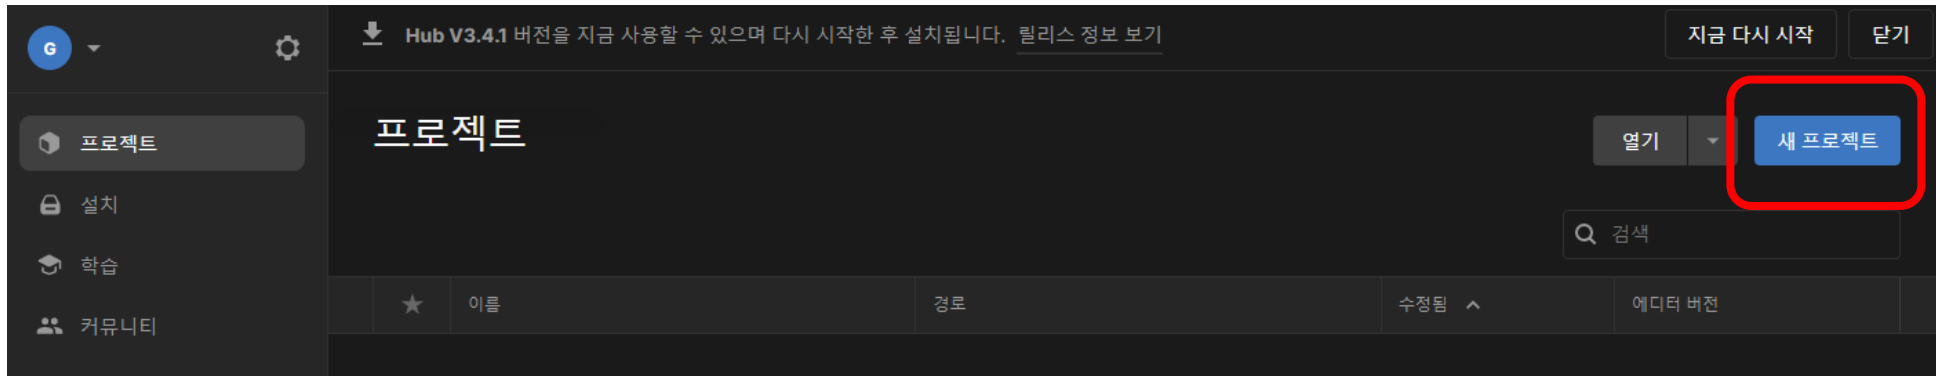 G
Hub V3.4.1 버전을 지금 사용할 수 있으며 다시 시작한 후 설치됩니다. 릴리스 정보 보기
지금 다시 시작
닫기
프로젝트
설치
학습
커뮤니티
프로젝트
열기
새 프로젝트
검색
이름 경로 수정됨 에디터 버전